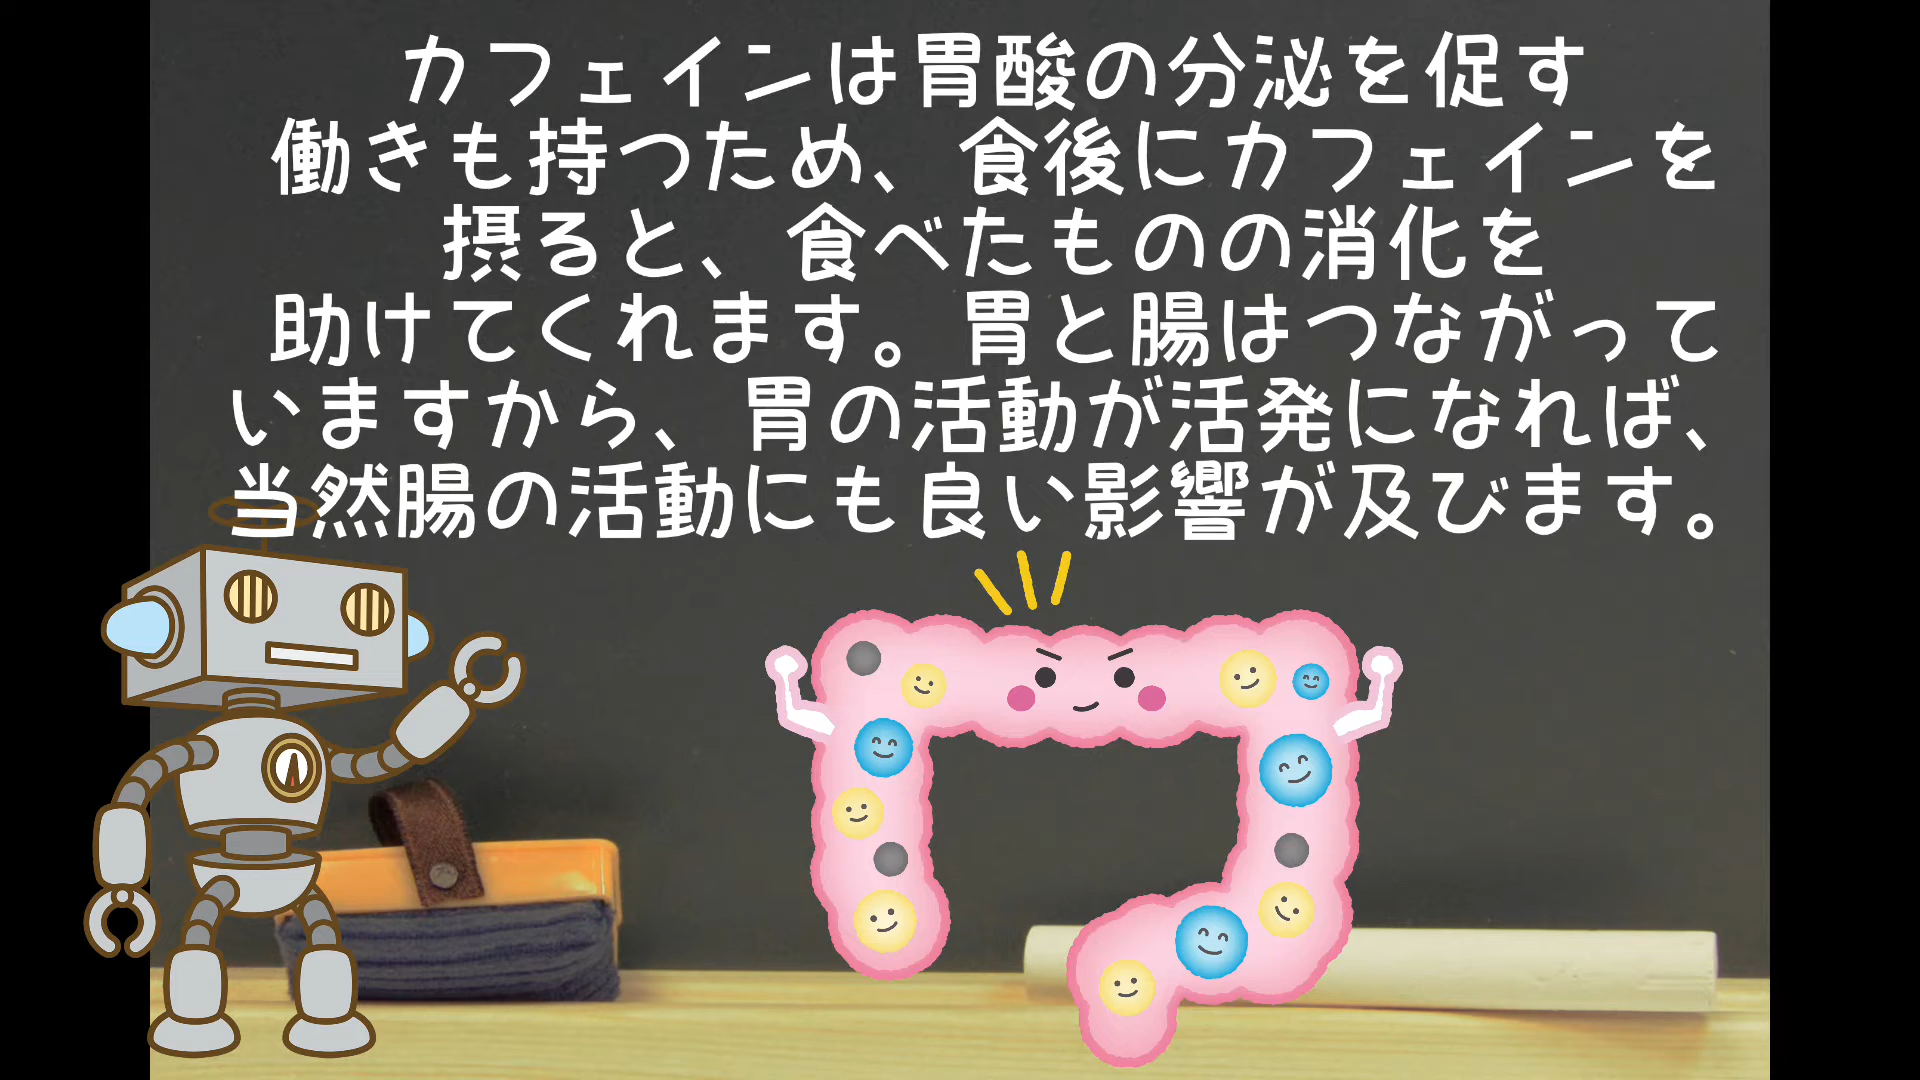 カフェインは胃酸の分泌を促す
働きも持つため、食後にカフェインを
摂ると、食べたものの消化を
助けてくれます。胃と腸はつながって
いますから、胃の活動が活発になれば、
当然腸の活動にも良い影響が及びます。